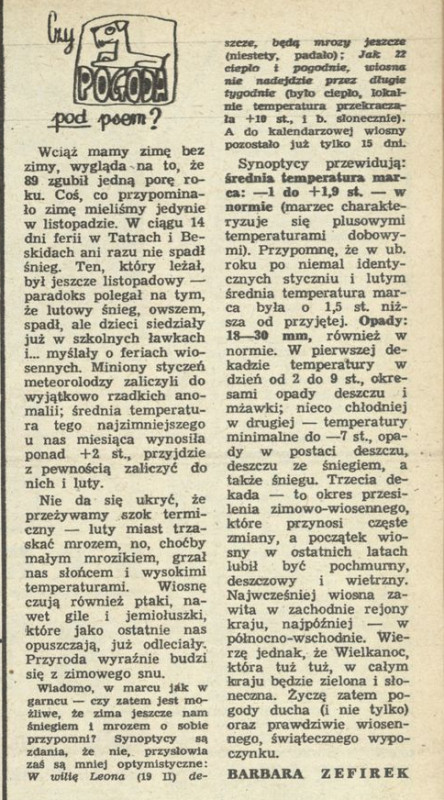 Czy
POGODA
pod psem?
Wciąż mamy zimę bez
zimy, wygląda na to, że
89 zgubił jedną porę ro-
ku. Coś, co przypomina-
ło zimę mieliśmy jedynie
w listopadzie. W ciągu 14
dni ferii w Tatrach i Be-
skidach ani razu nie spadł
śnieg. Ten, który leżał,
był jeszcze listopadowy —
paradoks polegał na tym,
że lutowy śnieg, owszem,
spadł, ale dzieci siedziały
już w szkolnych ławkach
i... myślały o feriach wio-
sennych. Miniony styczeń
meteorolodzy zaliczyli do
wyjątkowo rzadkich ano-
malii; średnia temperatu-
ra tego najzimniejszego
u nas miesiąca wynosiła
ponad +2 st., przyjdzie
z pewnością zaliczyć do
nich i luty.
Nie da się ukryć, że
przeżywamy szok termi-
czny — luty miast trza-
skać mrozem, no, choćby
małym mrozikiem, grzał
nas słońcem i wysokimi
temperaturami. Wiosnę
czują również ptaki, na-
wet gile i jemiołuszki,
które jako ostatnie nas
opuszczają, już odleciały.
Przyroda wyraźnie budzi
się z zimowego snu.
Wiadomo, w marcu jak w
garncu — czy zatem jest mo-
żliwe, że zima jeszcze nam
śniegiem i mrozem o sobie
przypomni? Synoptycy są
zdania, że nie, przysłowia
zaś są mniej optymistyczne:
W wilię Leona (19 II) de-
szcze, będą mrozy jeszcze
(niestety, padało); Jak 22
ciepło i pogodnie, wiosna
nie nadejdzie przez długie
tygodnie (było ciepło, lokal-
nie temperatura przekracza-
ła +10 st., i b. słonecznie).
A do kalendarzowej wiosny
pozostało już tylko 15 dni.
Synoptycy przewidują:
średnia temperatura mar-
ca: —1 do +1,9 st. — w
normie (marzec charakte-
ryzuje się plusowymi
temperaturami dobowy-
mi). Przypomnę, że w ub.
roku po niemal identy-
cznych styczniu i lutym
średnia temperatura mar-
ca była o 1,5 st. niż-
sza od przyjętej. Opady:
18—30 mm, również w
normie. W pierwszej de-
kadzie temperatury w
dzień od 2 do 9 st., okre-
sami opady deszczu i
mżawki; nieco chłodniej
w drugiej — temperatury
minimalne do —7 st., opa-
dy w postaci deszczu,
deszczu ze śniegiem, a
także śniegu. Trzecia de-
kada — to okres przesi-
lenia zimowo-wiosennego,
które przynosi częste
zmiany, a początek wio-
sny w ostatnich latach
lubił być pochmurny,
deszczowy i wietrzny.
Najwcześniej wiosna za-
wita w zachodnie rejony
kraju, najpóźniej — w
północno-wschodnie. Wie-
rzę jednak, że Wielkanoc,
która tuż tuż, w całym
kraju będzie zielona i sło-
neczna. Życzę zatem po-
gody ducha (i nie tylko)
oraz prawdziwie wiosen-
nego, świątecznego wypo-
czynku.
BARBARA ZEFIREK